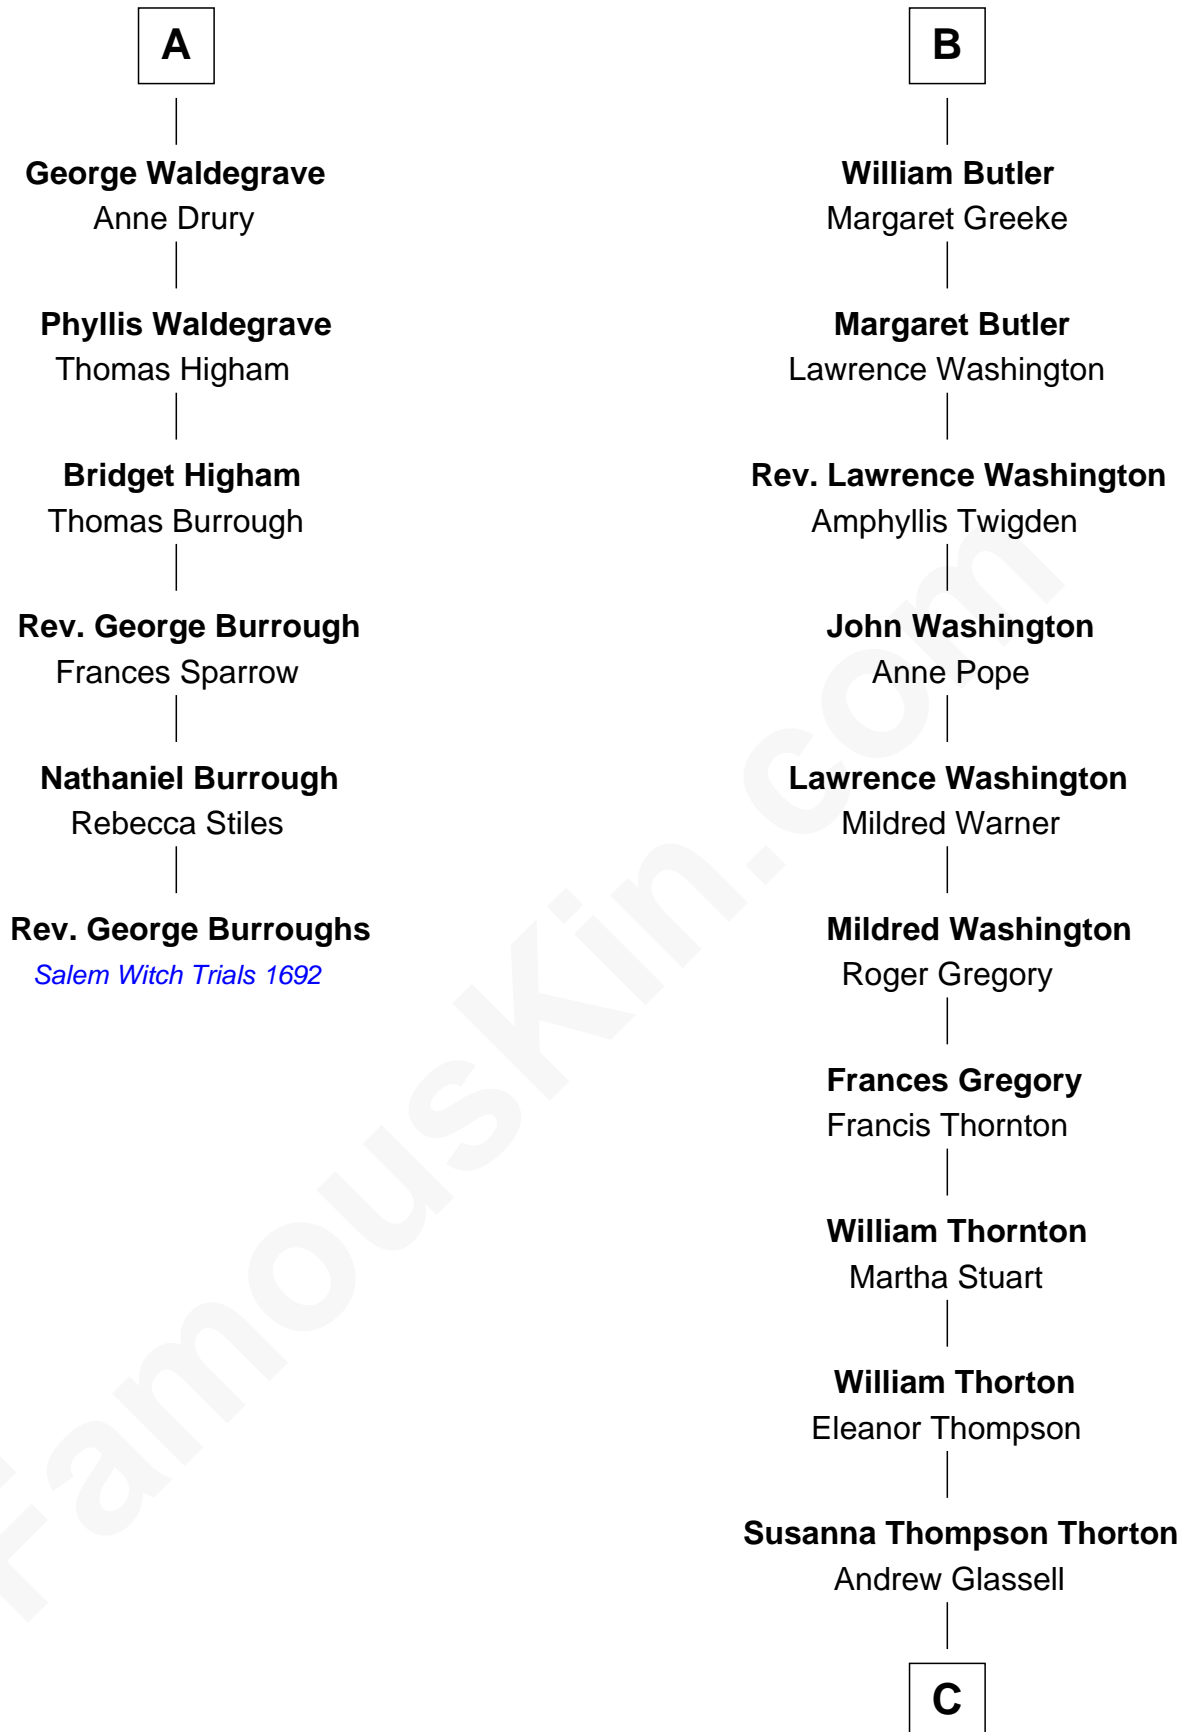 A
George Waldegrave
Anne Drury
Phyllis Waldegrave
Thomas Higham
Bridget Higham
Thomas Burrough
Rev. George Burrough
Frances Sparrow
Nathaniel Burrough
Rebecca Stiles
Rev. George Burroughs
Salem Witch Trials 1692
B
William Butler
Margaret Greeke
Margaret Butler
Lawrence Washington
Rev. Lawrence Washington
Amphyllis Twigden
John Washington
Anne Pope
Lawrence Washington
Mildred Warner
Mildred Washington
Roger Gregory
Frances Gregory
Francis Thornton
William Thornton
Martha Stuart
William Thorton
Eleanor Thompson
Susanna Thompson Thorton
Andrew Glassell
C
FamousKin.com